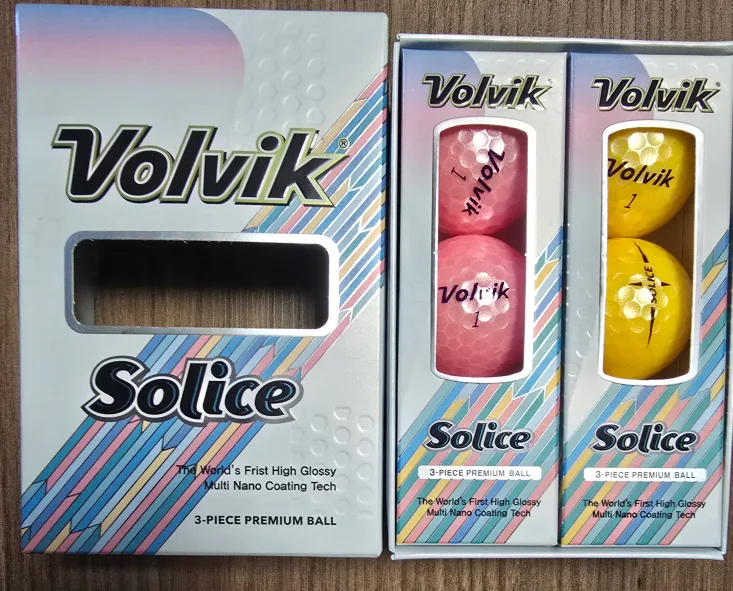 Volvik®
Solice
The World's Frist High Glossy
Multi Nano Coating Tech
3-PIECE PREMIUM BALL
Volvik
Volvik
1
Volvik
1
Solice
3-PIECE PREMIUM BALL
The World's First High Glossy
Multi Nano Coating Tech
Volvik
Volvik
1
SOLICE
Solice
3-PIECE PREMIUM BALL
The World's First High Glossy
Multi Nano Coating Tech